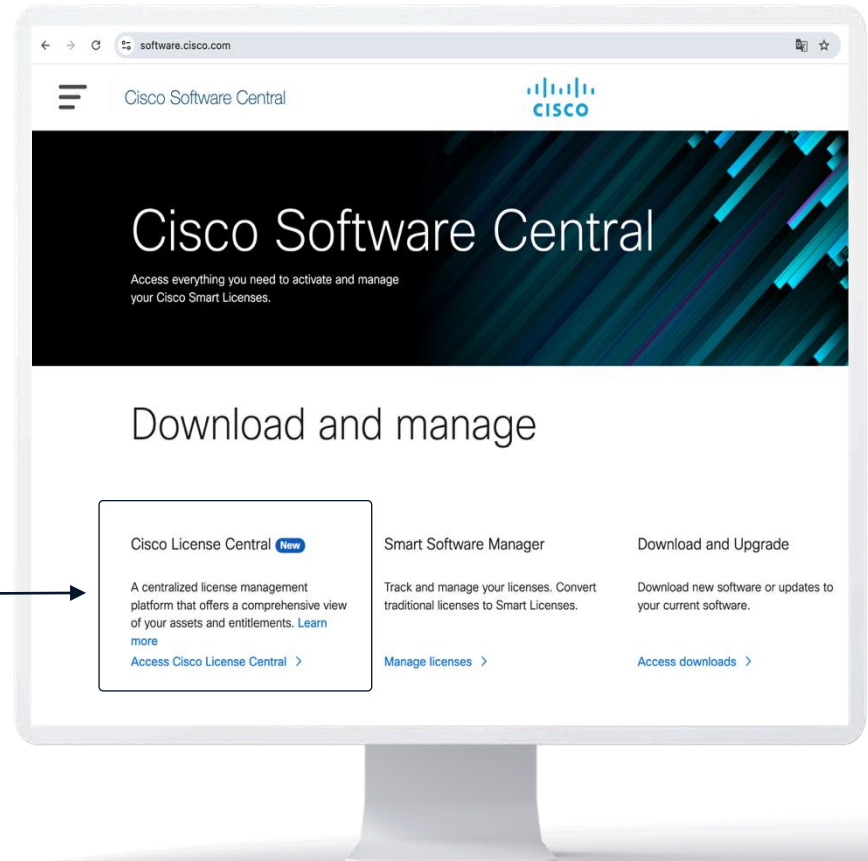 software.cisco.com
Cisco Software Central
CISCO
Cisco Software Central
Access everything you need to activate and manage
your Cisco Smart Licenses.
Download and manage
Cisco License Central New
A centralized license management
platform that offers a comprehensive view
of your assets and entitlements. Learn
more
Access Cisco License Central >
Smart Software Manager
Track and manage your licenses. Convert
traditional licenses to Smart Licenses.
Manage licenses >
Download and Upgrade
Download new software or updates to
your current software.
Access downloads >